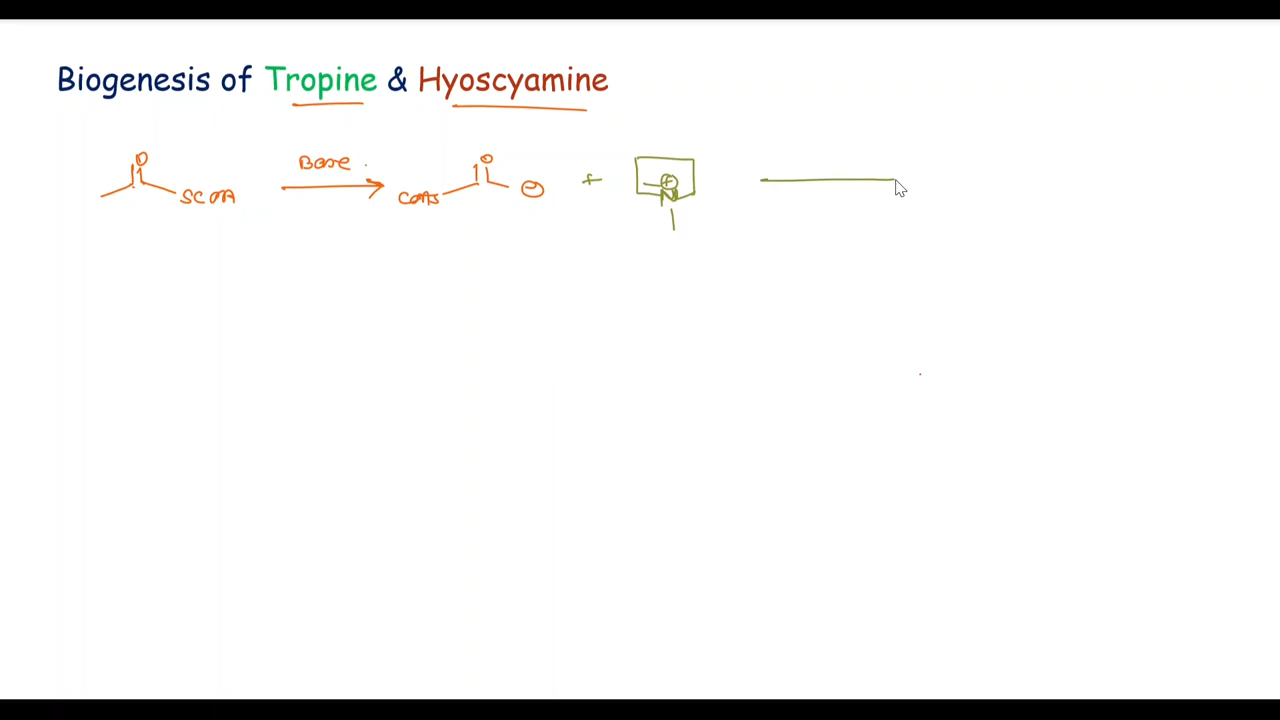 Biogenesis of Tropine & Hyoscyamine
O Base . O
SCOA COAS ⊖ + ⊕
N